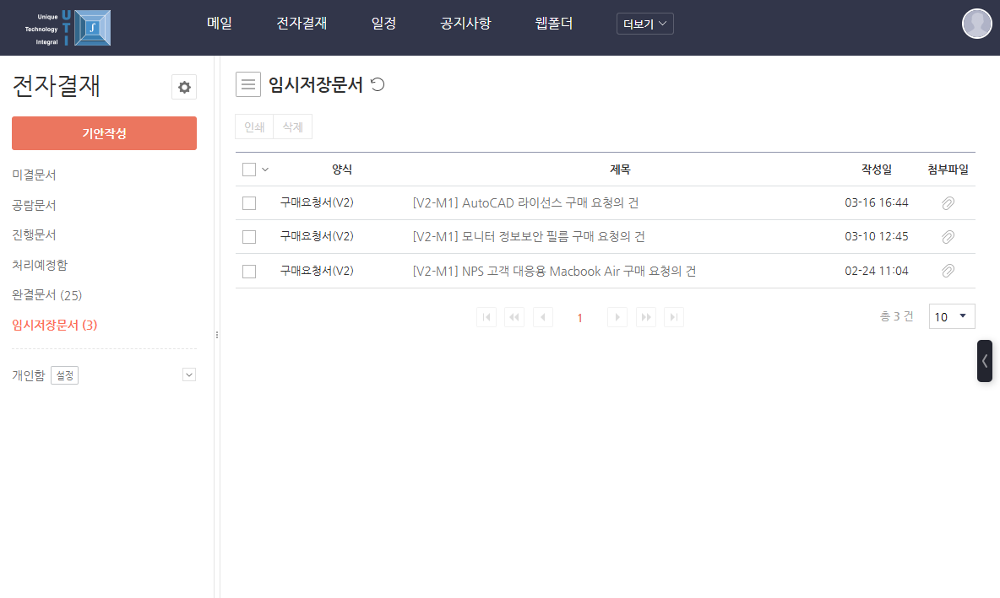 Unique
Technology
Integral
UTI
메일
전자결재
일정
공지사항
웹폴더
더보기
전자결재
기안작성
미결문서
공람문서
진행문서
처리예정함
완결문서 (25)
임시저장문서 (3)
개인함 설정
임시저장문서
인쇄 삭제
양식 제목 작성일 첨부파일
구매요청서(V2) [V2-M1] AutoCAD 라이선스 구매 요청의 건 03-16 16:44
구매요청서(V2) [V2-M1] 모니터 정보보안 필름 구매 요청의 건 03-10 12:45
구매요청서(V2) [V2-M1] NPS 고객 대응용 Macbook Air 구매 요청의 건 02-24 11:04
1 총 3 건 10